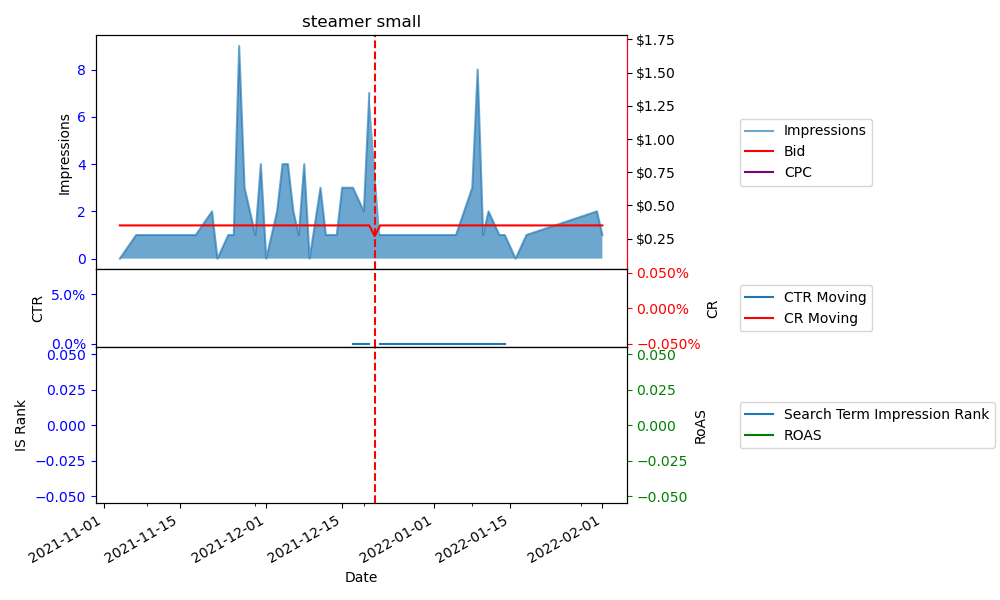 steamer small
Impressions
8
6
4
2
0
$1.75
$1.50
$1.25
$1.00
$0.75
$0.50
$0.25
Impressions
Bid
CPC
CTR
5.0%
0.0%
0.050%
0.000%
−0.050%
CR
CTR Moving
CR Moving
IS Rank
0.050
0.025
0.000
−0.025
−0.050
0.050
0.025
0.000
−0.025
−0.050
RoAS
Search Term Impression Rank
ROAS
2021-11-01
2021-11-15
2021-12-01
2021-12-15
2022-01-01
2022-01-15
2022-02-01
Date